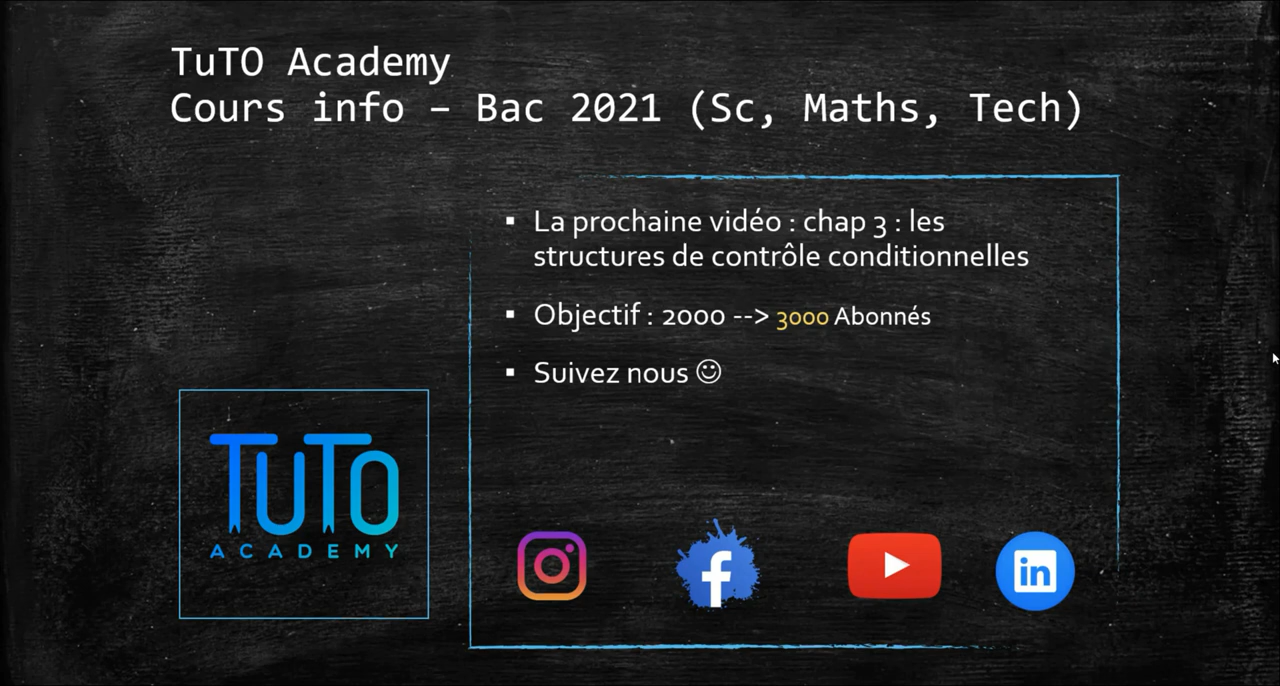 TuTO Academy
Cours info – Bac 2021 (Sc, Maths, Tech)
▪ La prochaine vidéo : chap 3 : les
structures de contrôle conditionnelles
▪ Objectif : 2000 --> 3000 Abonnés
▪ Suivez nous ☺
TuTo
ACADEMY
f
in